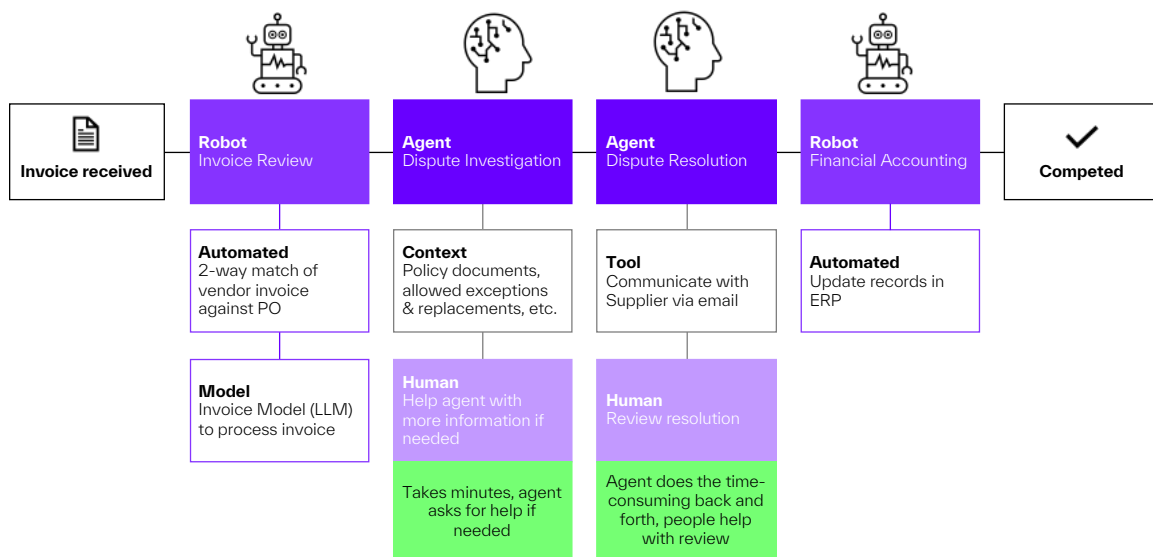 Invoice received
Robot
Invoice Review
Agent
Dispute Investigation
Agent
Dispute Resolution
Robot
Financial Accounting
Competed
Automated
2-way match of
vendor invoice
against PO
Context
Policy documents,
allowed exceptions
& replacements, etc.
Tool
Communicate with
Supplier via email
Automated
Update records in
ERP
Model
Invoice Model (LLM)
to process invoice
Human
Help agent with
more information if
needed
Human
Review resolution
Takes minutes, agent
asks for help if
needed
Agent does the time-
consuming back and
forth, people help
with review